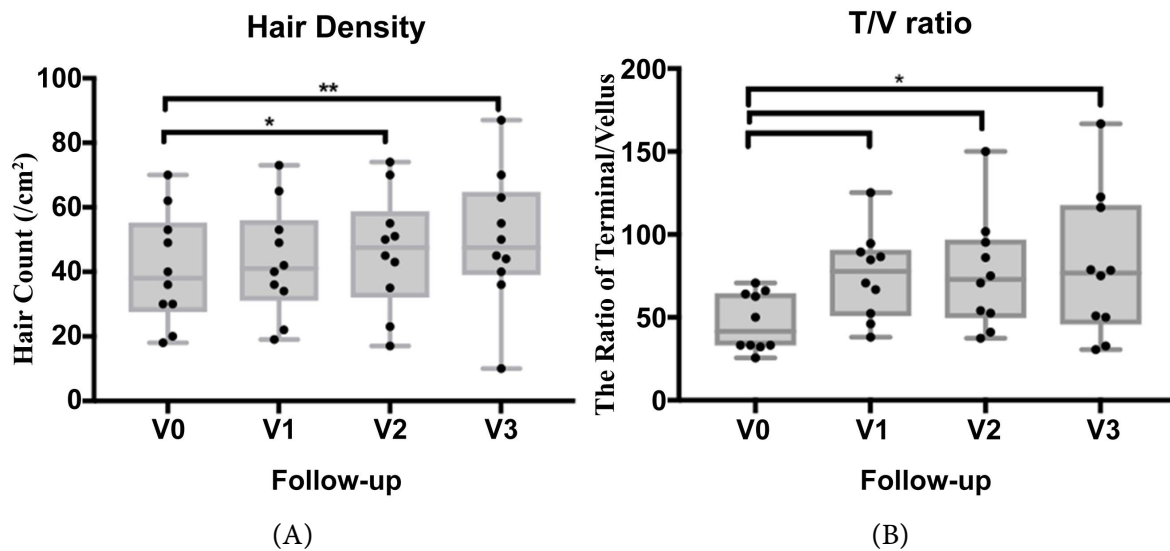 Hair Density
Hair Count (/cm²)
100
80
60
40
20
0
**
*
V0 V1 V2 V3
Follow-up
(A)
T/V ratio
The Ratio of Terminal/Vellus
200
150
100
50
0
*
V0 V1 V2 V3
Follow-up
(B)